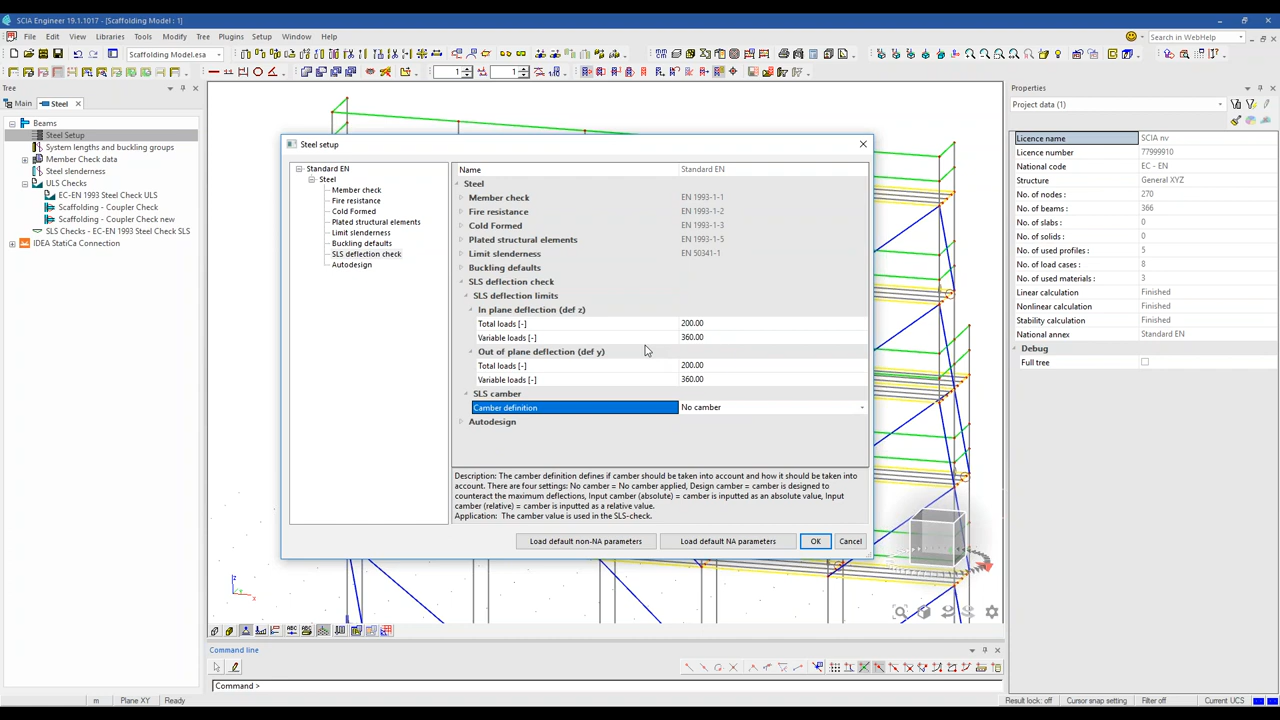 SCIA Engineer 19.1.1017 - [Scaffolding Model : 1]
File Edit View Libraries Tools Modify Tree Plugins Setup Window Help
Search in WebHelp
Scaffolding Model.esa
1
1
Tree
Main
Steel
Beams
Steel Setup
System lengths and buckling groups
Member Check data
Steel slenderness
ULS Checks
EC-EN 1993 Steel Check ULS
Scaffolding - Coupler Check
Scaffolding - Coupler Check new
SLS Checks - EC-EN 1993 Steel Check SLS
IDEA StatiCa Connection
Steel setup
Standard EN
Steel
Member check
Fire resistance
Cold Formed
Plated structural elements
Limit slenderness
Buckling defaults
SLS deflection check
Autodesign
Name Standard EN
Steel
Member check EN 1993-1-1
Fire resistance EN 1993-1-2
Cold Formed EN 1993-1-3
Plated structural elements EN 1993-1-5
Limit slenderness EN 50341-1
Buckling defaults
SLS deflection check
SLS deflection limits
In plane deflection (def z)
Total loads [-] 200.00
Variable loads [-] 360.00
Out of plane deflection (def y)
Total loads [-] 200.00
Variable loads [-] 360.00
SLS camber
Camber definition No camber
Autodesign
Description: The camber definition defines if camber should be taken into account and how it should be taken into
account. There are four settings: No camber = No camber applied, Design camber = camber is designed to
counteract the maximum deflections, Input camber (absolute) = camber is inputted as an absolute value, Input
camber (relative) = camber is inputted as a relative value.
Application: The camber value is used in the SLS-check.
Load default non-NA parameters
Load default NA parameters
OK
Cancel
Properties
Project data (1)
Licence name SCIA nv
Licence number 77999910
National code EC - EN
Structure General XYZ
No. of nodes : 270
No. of beams : 366
No. of slabs : 0
No. of solids : 0
No. of used profiles : 5
No. of load cases : 8
No. of used materials : 3
Linear calculation Finished
Nonlinear calculation Finished
Stability calculation Finished
National annex Standard EN
Debug
Full tree
Command line
Command >
m Plane XY Ready
Result lock: off Cursor snap setting Filter off Current UCS